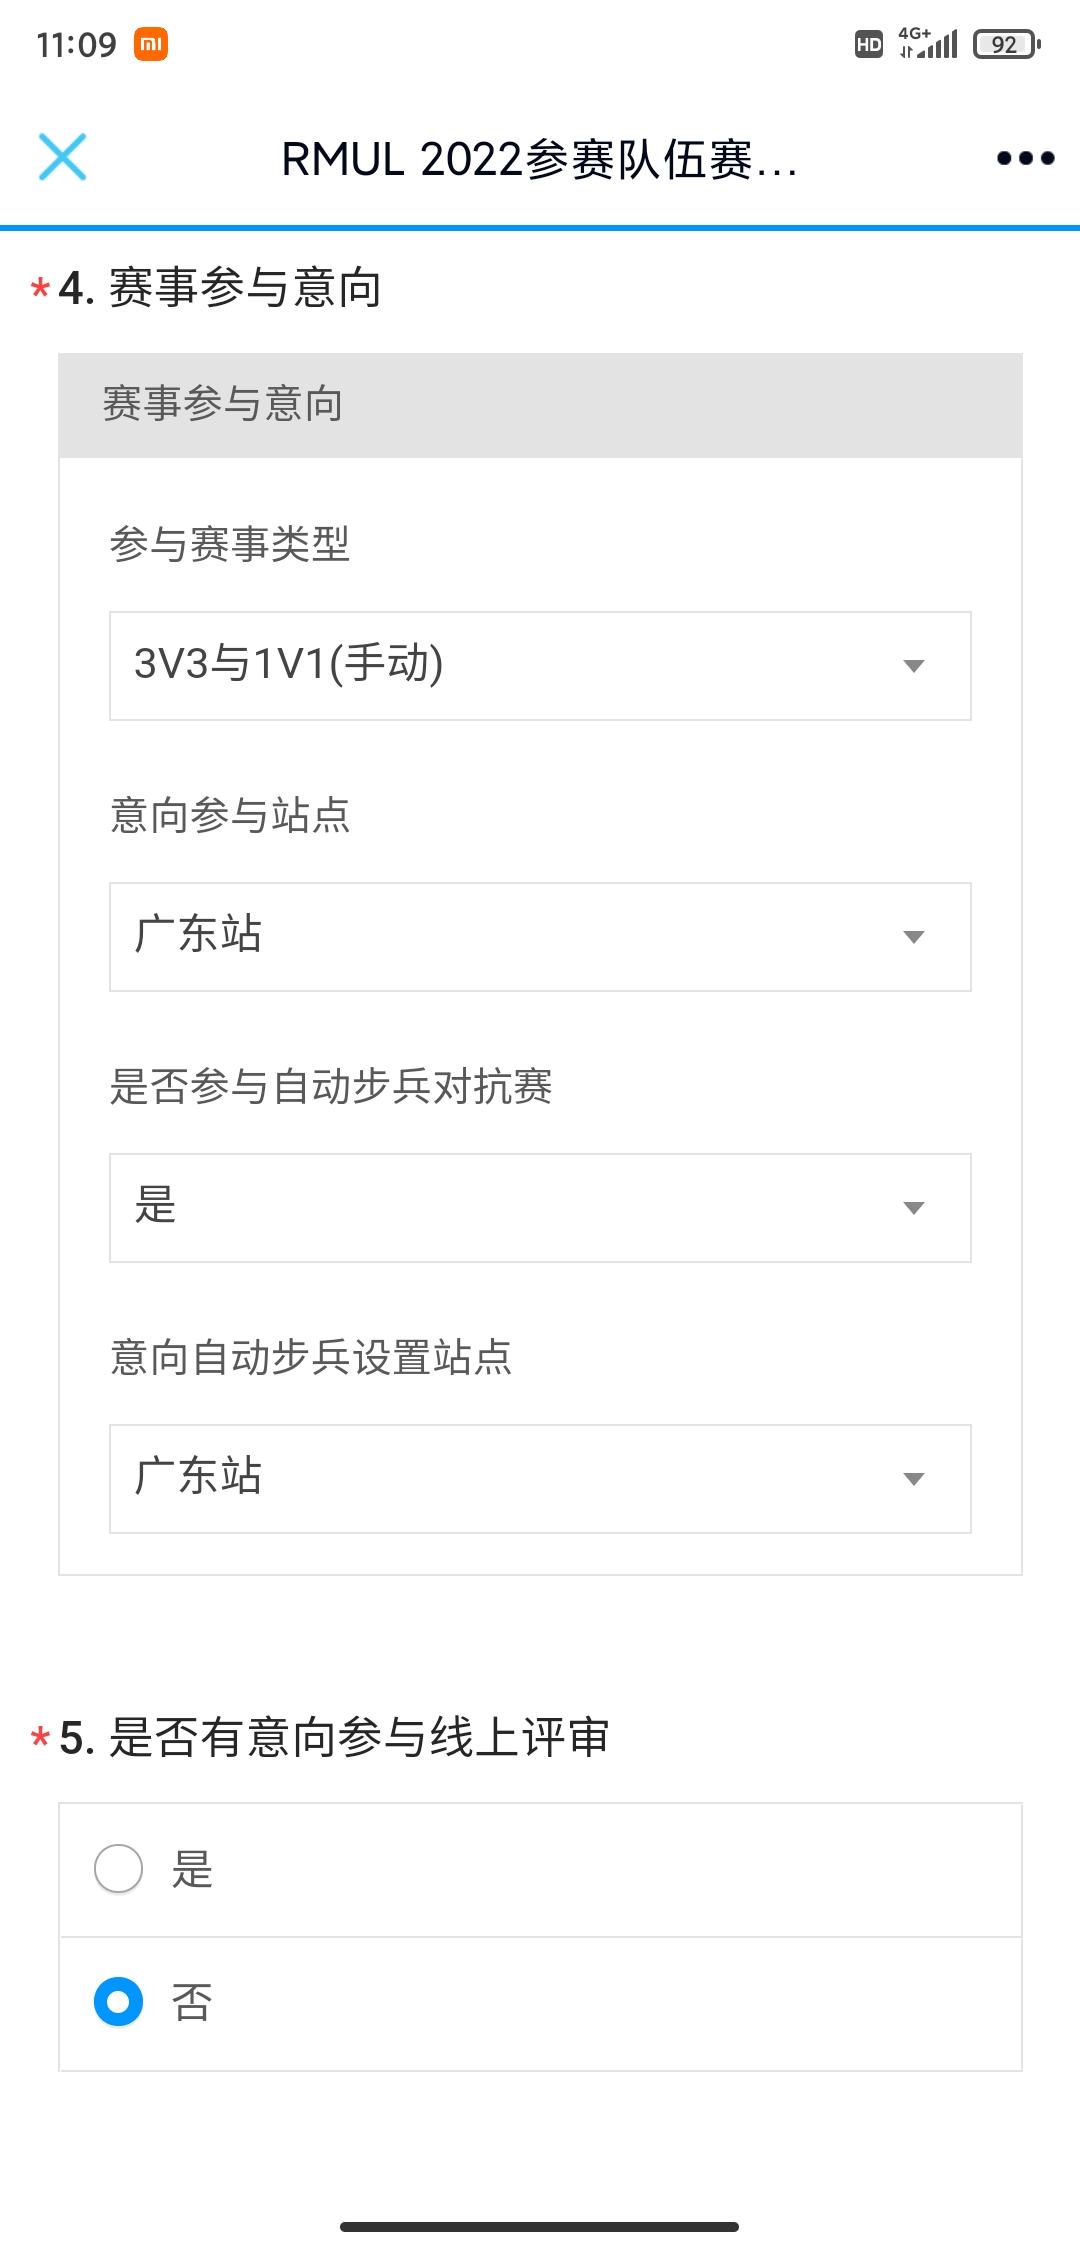 11:09
HD 4G+ 92
RMUL 2022参赛队伍赛...
* 4. 赛事参与意向
赛事参与意向
参与赛事类型
3V3与1V1(手动)
意向参与站点
广东站
是否参与自动步兵对抗赛
是
意向自动步兵设置站点
广东站
* 5. 是否有意向参与线上评审
是
否